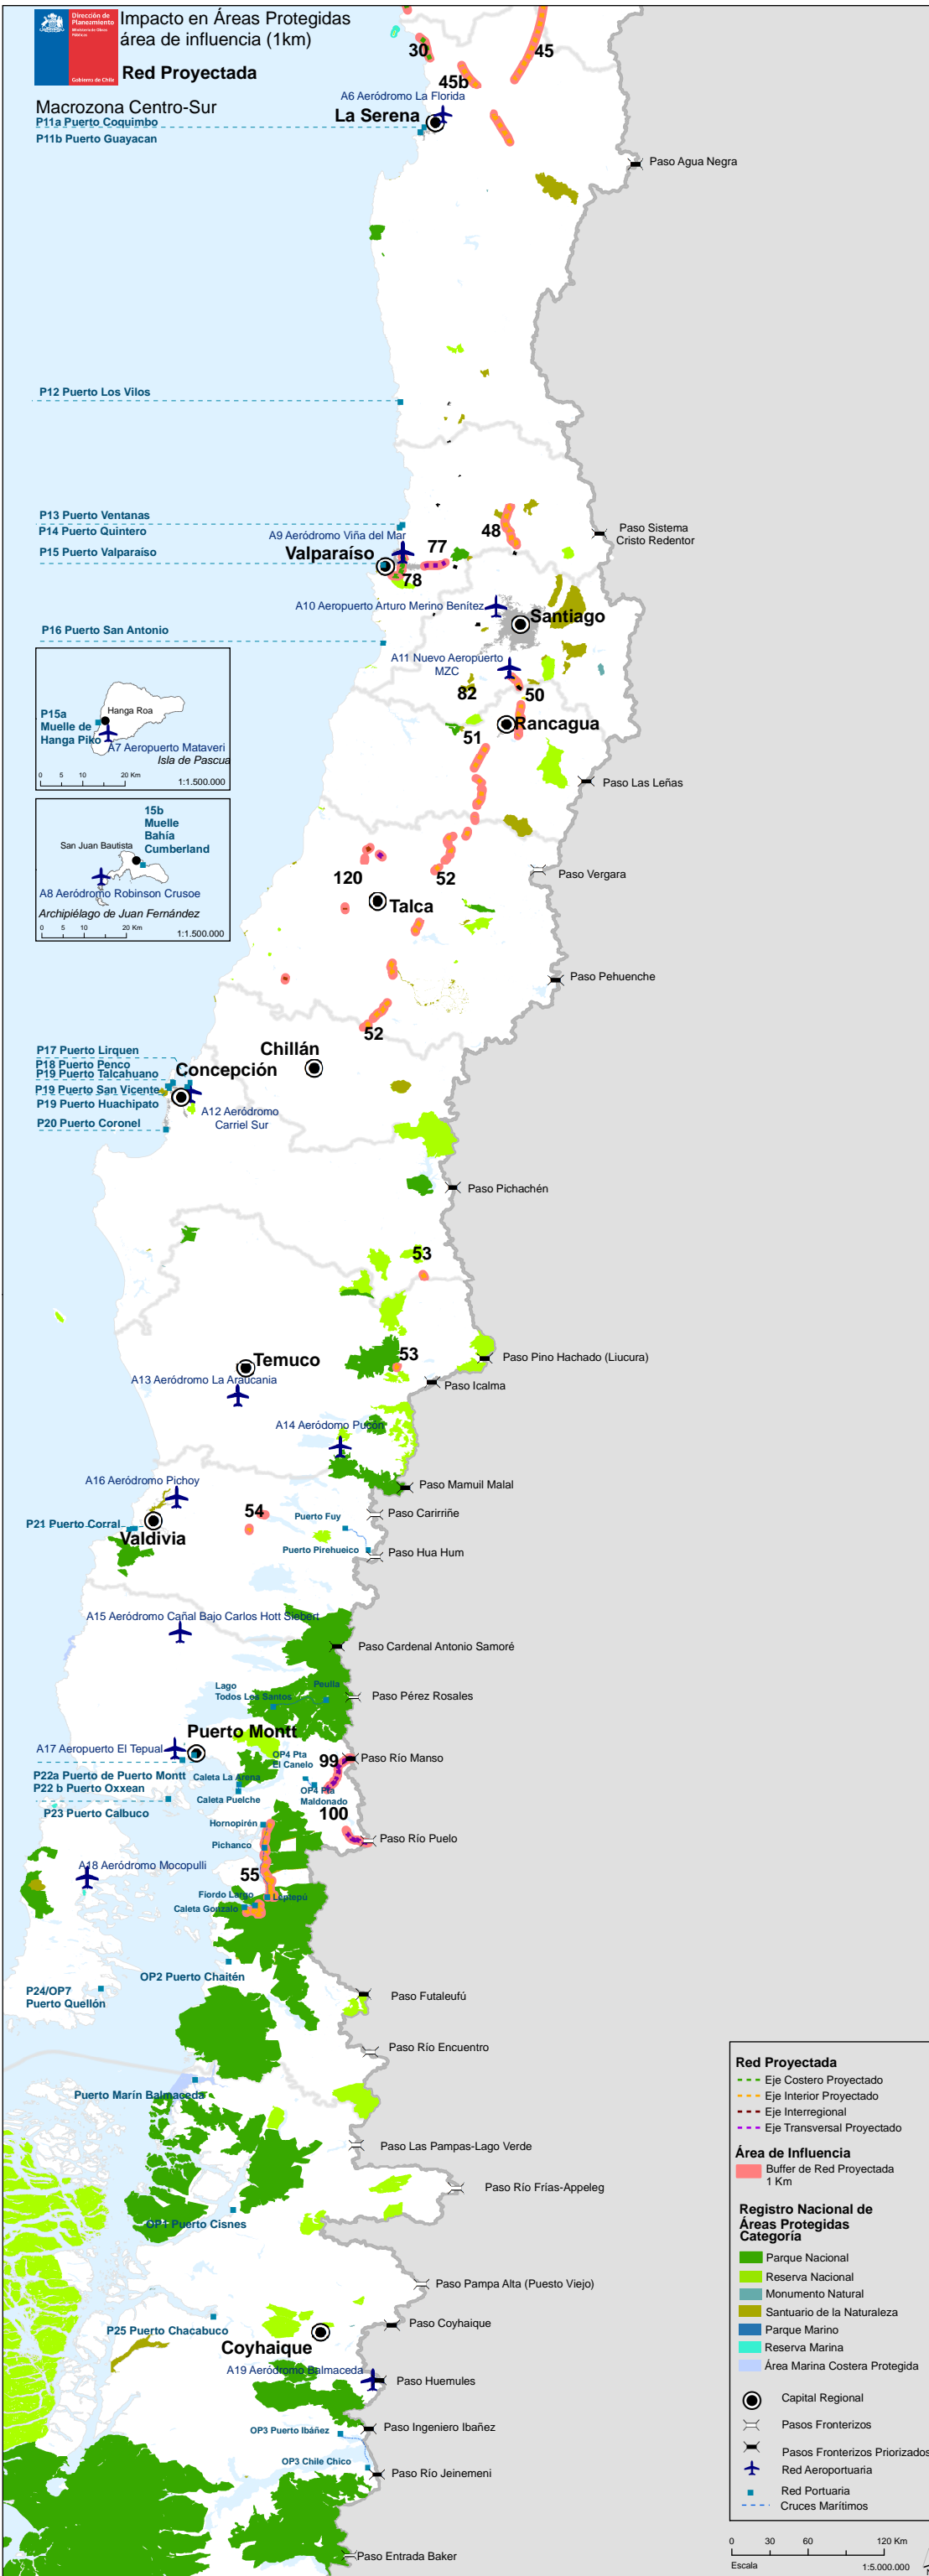 Dirección de
Planeamiento
Ministerio de Obras
Públicas
Gobierno de Chile
Impacto en Áreas Protegidas
área de influencia (1km)
Red Proyectada
Macrozona Centro-Sur
30
45
45b
A6 Aeródromo La Florida
La Serena
P11a Puerto Coquimbo
P11b Puerto Guayacan
Paso Agua Negra
P12 Puerto Los Vilos
P13 Puerto Ventanas
P14 Puerto Quintero
P15 Puerto Valparaíso
A9 Aeródromo Viña del Mar
48
Paso Sistema
Cristo Redentor
Valparaíso
77
78
A10 Aeropuerto Arturo Merino Benítez
Santiago
P16 Puerto San Antonio
A11 Nuevo Aeropuerto
MZC
82
50
Rancagua
51
P15a
Muelle de
Hanga Piko
Hanga Roa
A7 Aeropuerto Mataveri
Isla de Pascua
0 5 10 20 Km
1:1.500.000
Paso Las Leñas
15b
Muelle
Bahía
Cumberland
San Juan Bautista
A8 Aeródromo Robinson Crusoe
Archipiélago de Juan Fernández
0 5 10 20 Km
1:1.500.000
120
52
Paso Vergara
Talca
Paso Pehuenche
52
Chillán
P17 Puerto Lirquen
P18 Puerto Penco
P19 Puerto Talcahuano
P19 Puerto San Vicente
P19 Puerto Huachipato
P20 Puerto Coronel
Concepción
A12 Aeródromo
Carriel Sur
Paso Pichachén
53
53
Temuco
Paso Pino Hachado (Liucura)
A13 Aeródromo La Araucania
Paso Icalma
A14 Aeródomo Pucón
A16 Aeródromo Pichoy
Paso Mamuil Malal
54
Puerto Fuy
Paso Carirriñe
P21 Puerto Corral
Valdivia
Puerto Pirehueico
Paso Hua Hum
A15 Aeródromo Cañal Bajo Carlos Hott Siebert
Paso Cardenal Antonio Samoré
Lago
Todos Los Santos
Peulla
Paso Pérez Rosales
Puerto Montt
A17 Aeropuerto El Tepual
OP4 Pta
El Canelo
99
Paso Río Manso
P22a Puerto de Puerto Montt
P22 b Puerto Oxxean
Caleta La Arena
Caleta Puelche
OP4 Pta
Maldonado
P23 Puerto Calbuco
100
Hornopirén
Paso Río Puelo
Pichanco
A18 Aeródromo Mocopulli
55
Fiordo Largo
Leptepú
Caleta Gonzalo
OP2 Puerto Chaitén
P24/OP7
Puerto Quellón
Paso Futaleufú
Paso Río Encuentro
Puerto Marín Balmaceda
Paso Las Pampas-Lago Verde
Paso Río Frías-Appeleg
OP1 Puerto Cisnes
Paso Pampa Alta (Puesto Viejo)
P25 Puerto Chacabuco
Paso Coyhaique
Coyhaique
A19 Aeródromo Balmaceda
Paso Huemules
OP3 Puerto Ibáñez
Paso Ingeniero Ibañez
OP3 Chile Chico
Paso Río Jeinemeni
Paso Entrada Baker
Red Proyectada
Eje Costero Proyectado
Eje Interior Proyectado
Eje Interregional
Eje Transversal Proyectado
Área de Influencia
Buffer de Red Proyectada
1 Km
Registro Nacional de
Áreas Protegidas
Categoría
Parque Nacional
Reserva Nacional
Monumento Natural
Santuario de la Naturaleza
Parque Marino
Reserva Marina
Área Marina Costera Protegida
Capital Regional
Pasos Fronterizos
Pasos Fronterizos Priorizados
Red Aeroportuaria
Red Portuaria
Cruces Marítimos
0 30 60 120 Km
Escala
1:5.000.000